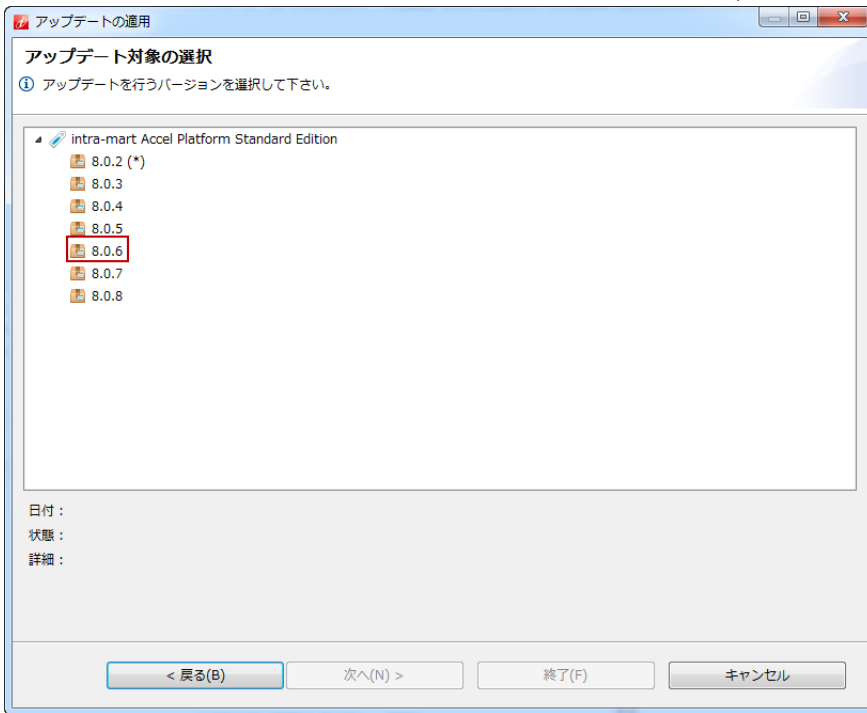 アップデートの適用
アップデート対象の選択
アップデートを行うバージョンを選択して下さい。
intra-mart Accel Platform Standard Edition
8.0.2 (*)
8.0.3
8.0.4
8.0.5
8.0.6
8.0.7
8.0.8
日付：
状態：
詳細：
< 戻る(B) 次へ(N) > 終了(F) キャンセル